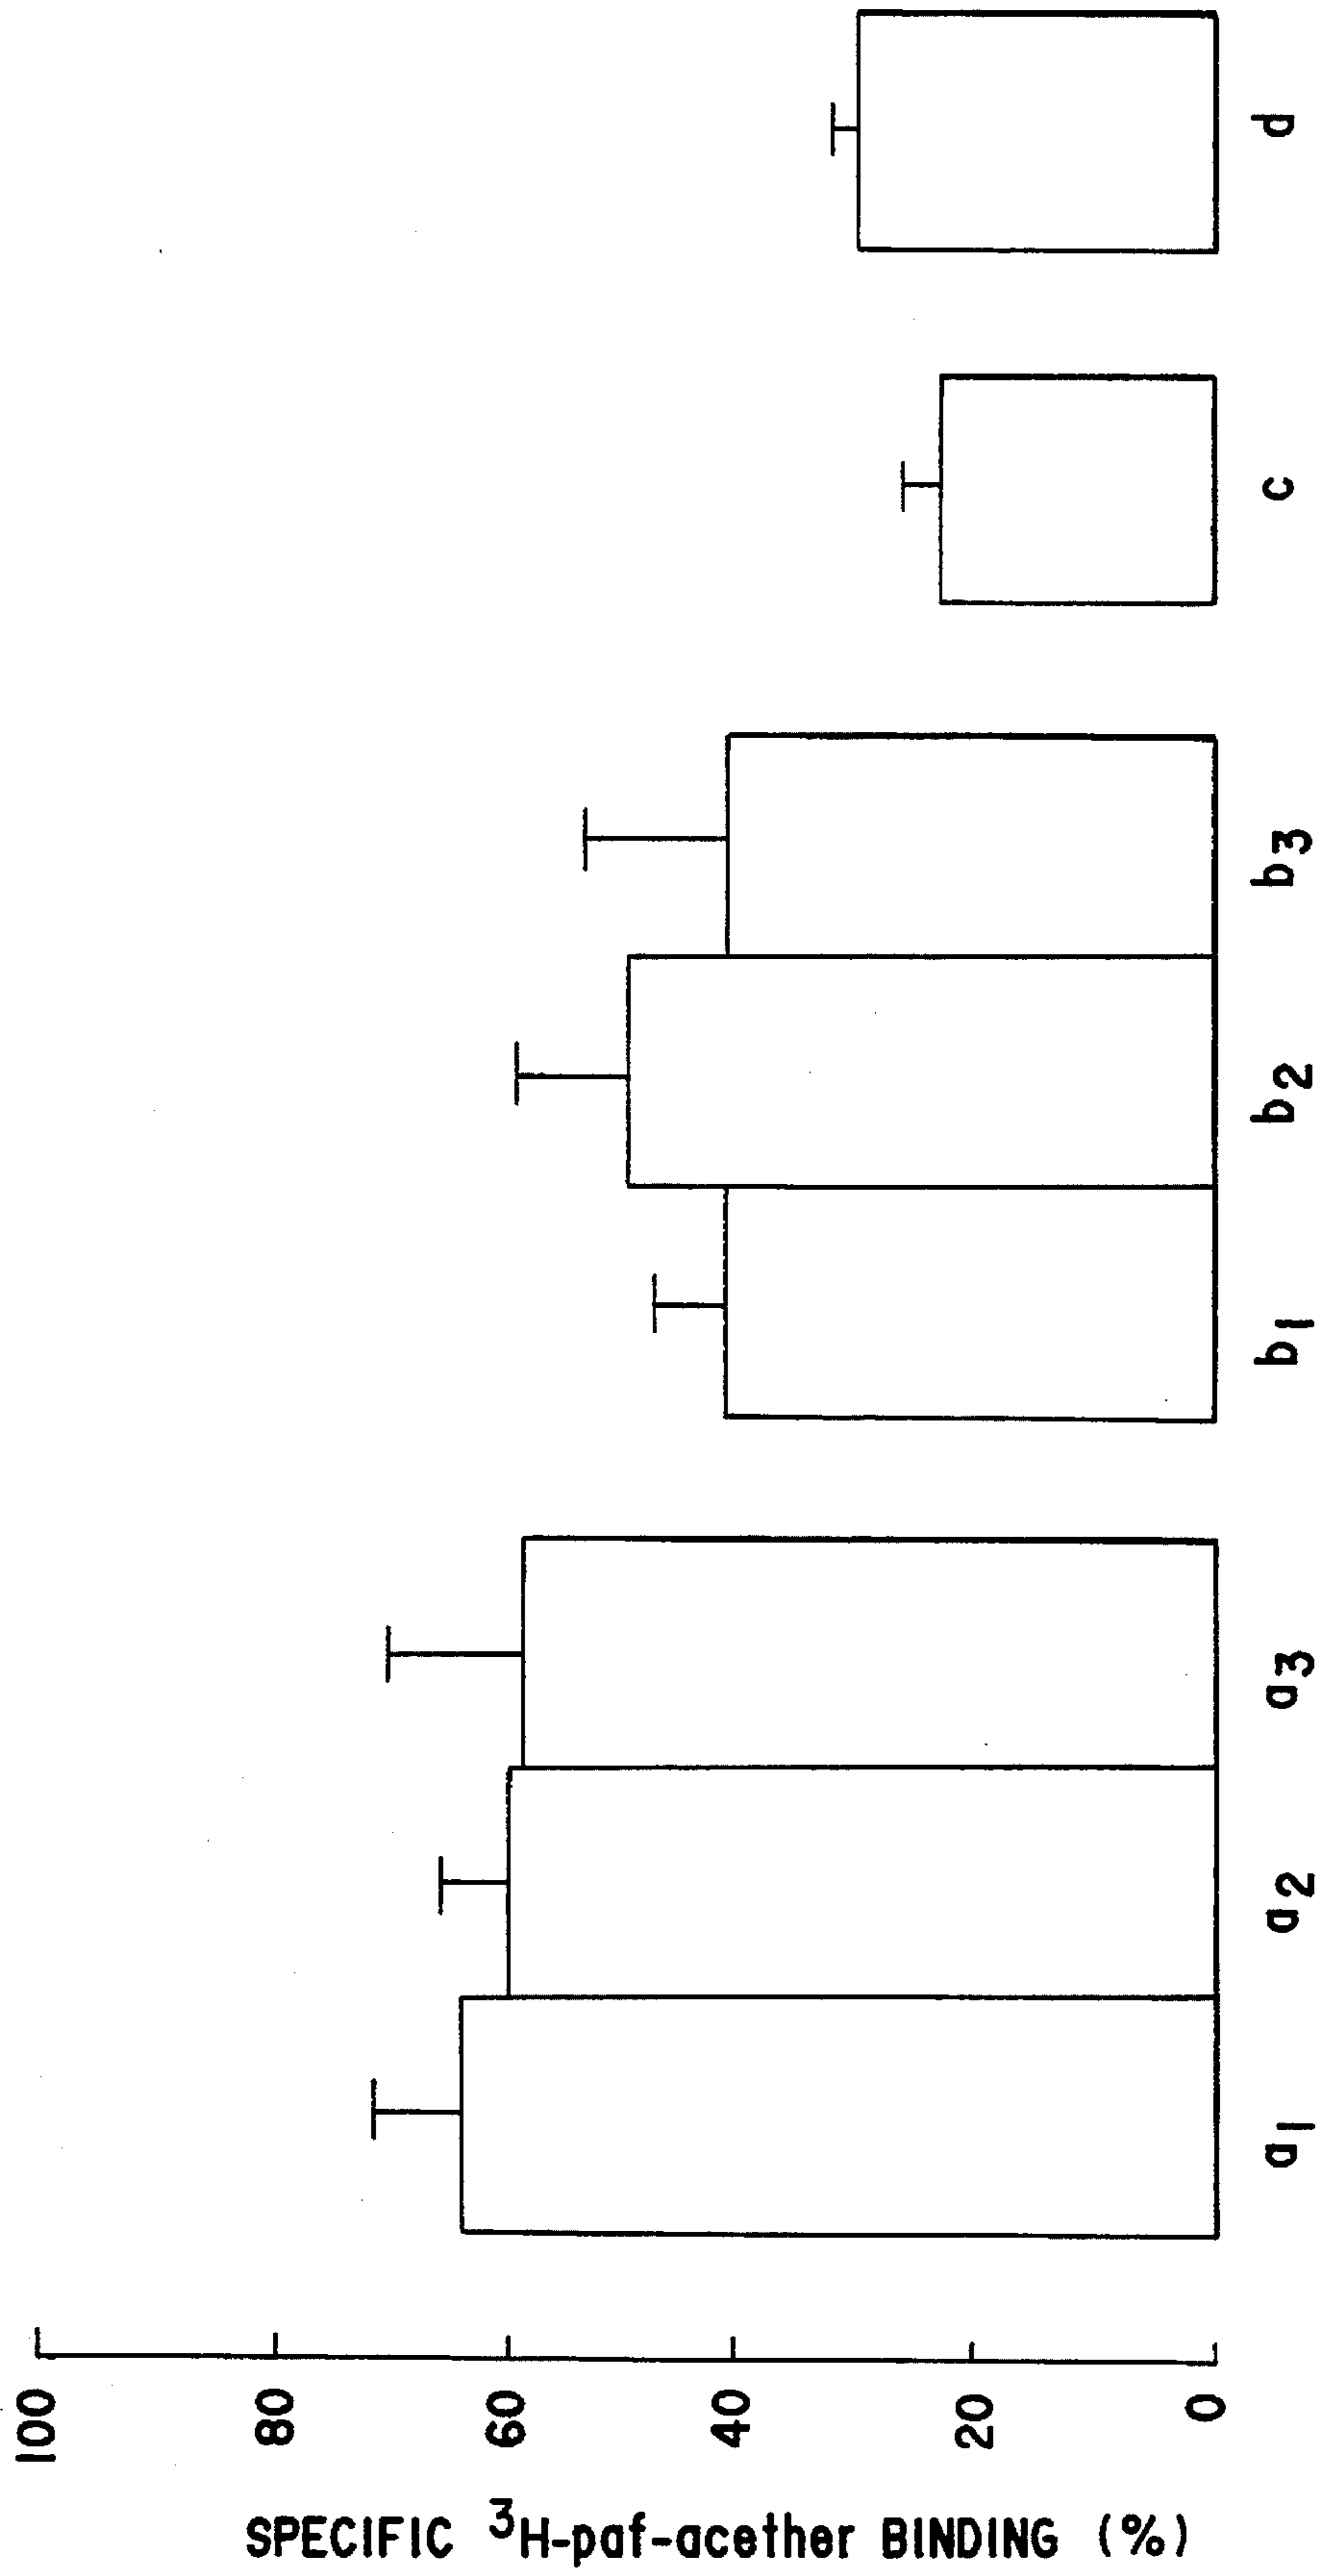 SPECIFIC ³H-paf-acether BINDING (%)
100
80
60
40
20
0
a₁
a₂
a₃
b₁
b₂
b₃
c
d